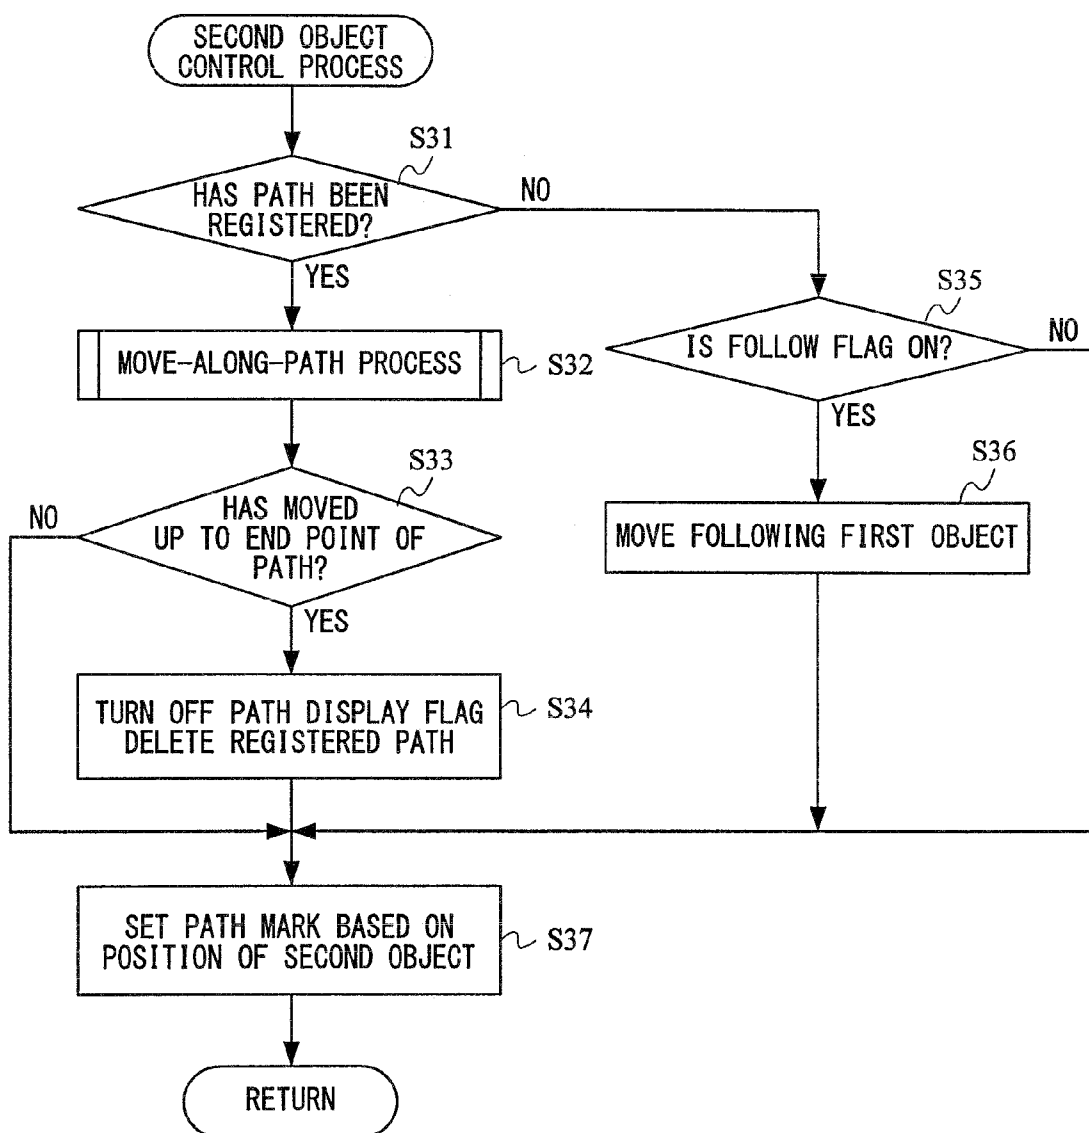 SECOND OBJECT
CONTROL PROCESS
S31
HAS PATH BEEN
REGISTERED?
NO
YES
S35
IS FOLLOW FLAG ON?
NO
YES
MOVE-ALONG-PATH PROCESS
S32
S33
HAS MOVED
UP TO END POINT OF
PATH?
NO
YES
S36
MOVE FOLLOWING FIRST OBJECT
TURN OFF PATH DISPLAY FLAG
DELETE REGISTERED PATH
S34
SET PATH MARK BASED ON
POSITION OF SECOND OBJECT
S37
RETURN